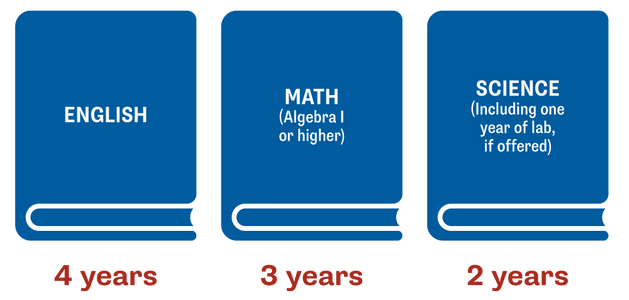 ENGLISH
MATH
(Algebra I
or higher)
SCIENCE
(Including one
year of lab,
if offered)
4 years
3 years
2 years